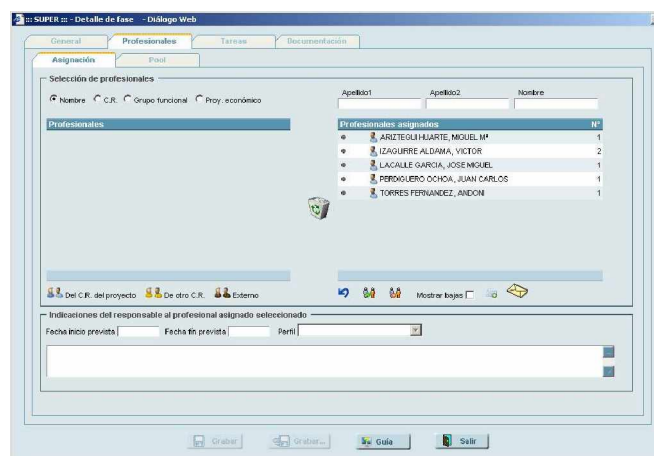 ::: SUPER ::: - Detalle de fase - Diálogo Web
General Profesionales Tareas Documentación
Asignación Pool
Selección de profesionales
Nombre C.R. Grupo funcional Proy. económico
Apellido1 Apellido2 Nombre
Profesionales
Profesionales asignados Nº
ARIZTEGUI HUARTE, MIGUEL Mª 1
IZAGUIRRE ALDAMA, VICTOR 2
LACALLE GARCIA, JOSE MIGUEL 1
PERDIGUERO OCHOA, JUAN CARLOS 1
TORRES FERNANDEZ, ANDONI 1
Del C.R. del proyecto De otro C.R. Externo
Mostrar bajas
Indicaciones del responsable al profesional asignado seleccionado
Fecha inicio prevista Fecha fin prevista Perfil
Grabar Grabar... Guía Salir